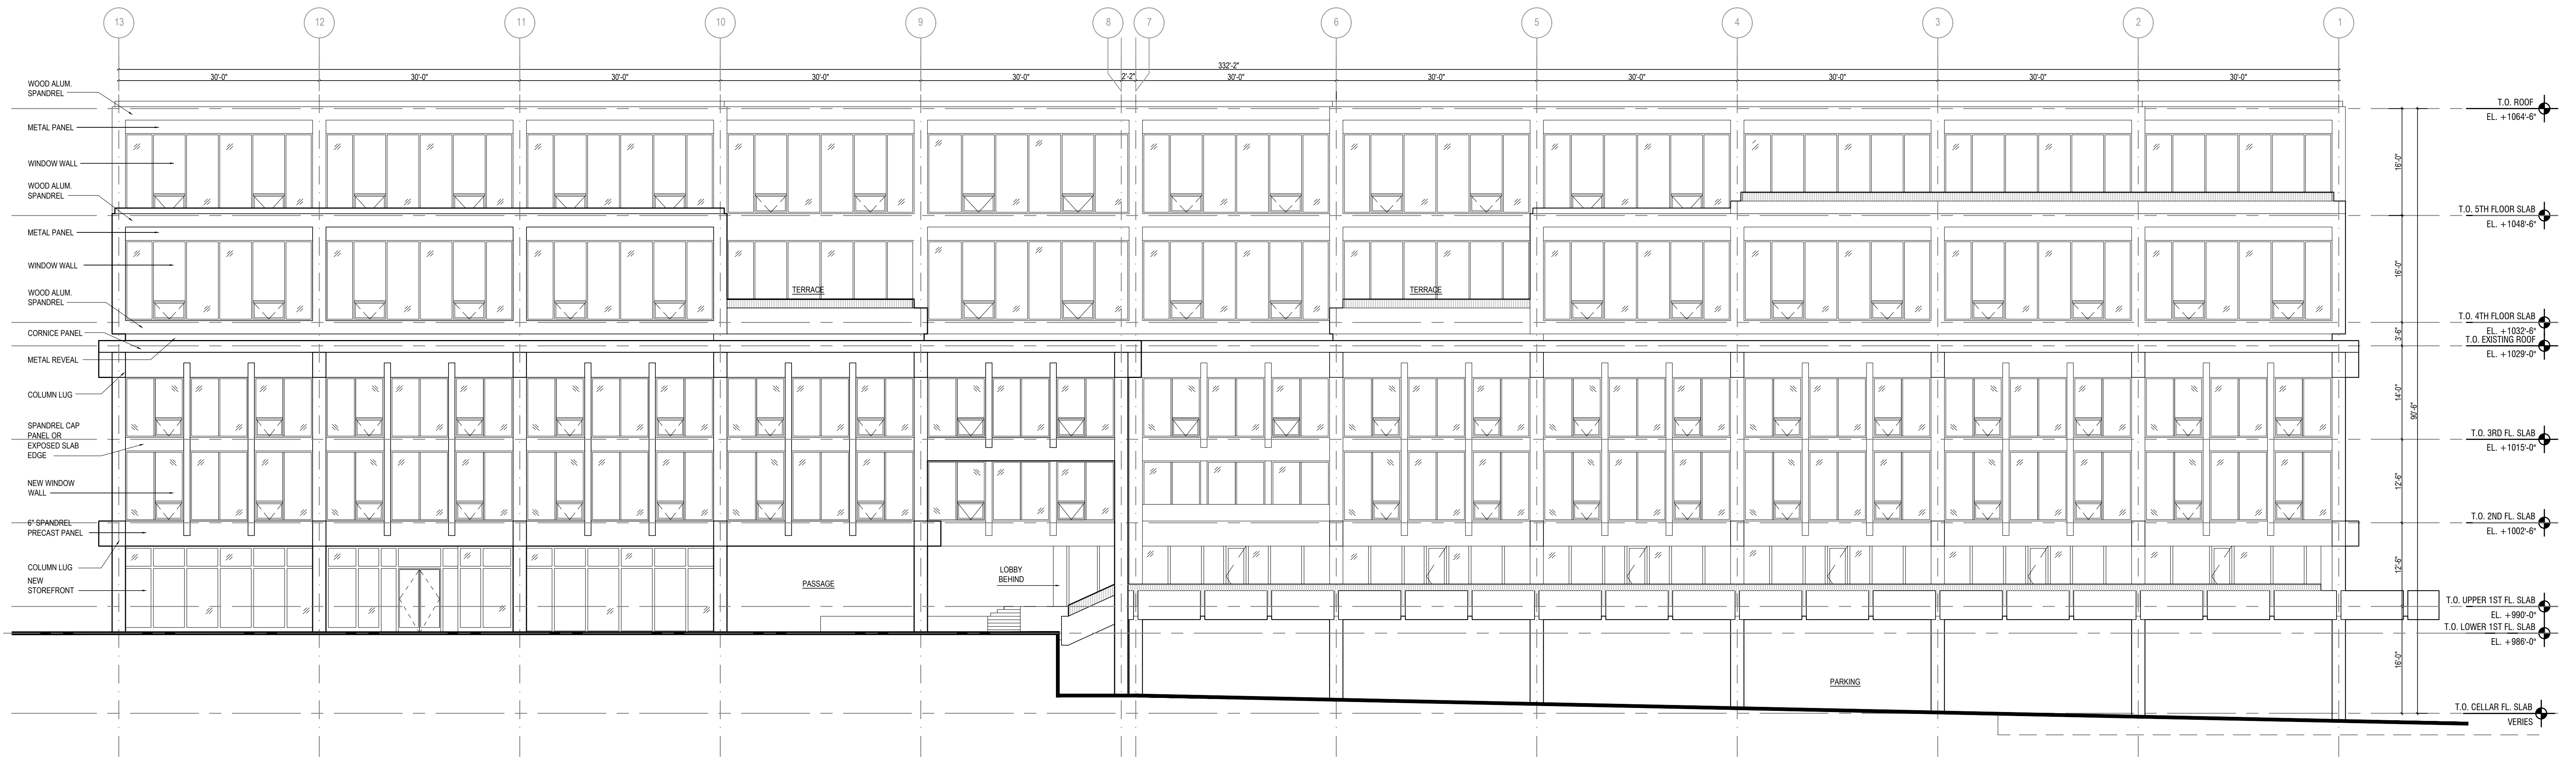 13 12 11 10 9 8 7 6 5 4 3 2 1
332'-2"
30'-0" 30'-0" 30'-0" 30'-0" 30'-0" 2'-2" 30'-0" 30'-0" 30'-0" 30'-0" 30'-0" 30'-0"
WOOD ALUM.
SPANDREL
METAL PANEL
WINDOW WALL
WOOD ALUM.
SPANDREL
METAL PANEL
WINDOW WALL
WOOD ALUM.
SPANDREL
CORNICE PANEL
METAL REVEAL
COLUMN LUG
SPANDREL CAP
PANEL OR
EXPOSED SLAB
EDGE
NEW WINDOW
WALL
6" SPANDREL
PRECAST PANEL
COLUMN LUG
NEW
STOREFRONT
TERRACE
TERRACE
PASSAGE
LOBBY
BEHIND
PARKING
16'-0"
16'-0"
3'-6"
14'-0"
12'-6"
12'-6"
16'-0"
90'-6"
T.O. ROOF
EL. +1064'-6"
T.O. 5TH FLOOR SLAB
EL. +1048'-6"
T.O. 4TH FLOOR SLAB
EL. +1032'-6"
T.O. EXISTING ROOF
EL. +1029'-0"
T.O. 3RD FL. SLAB
EL. +1015'-0"
T.O. 2ND FL. SLAB
EL. +1002'-6"
T.O. UPPER 1ST FL. SLAB
EL. +990'-0"
T.O. LOWER 1ST FL. SLAB
EL. +986'-0"
T.O. CELLAR FL. SLAB
VERIES